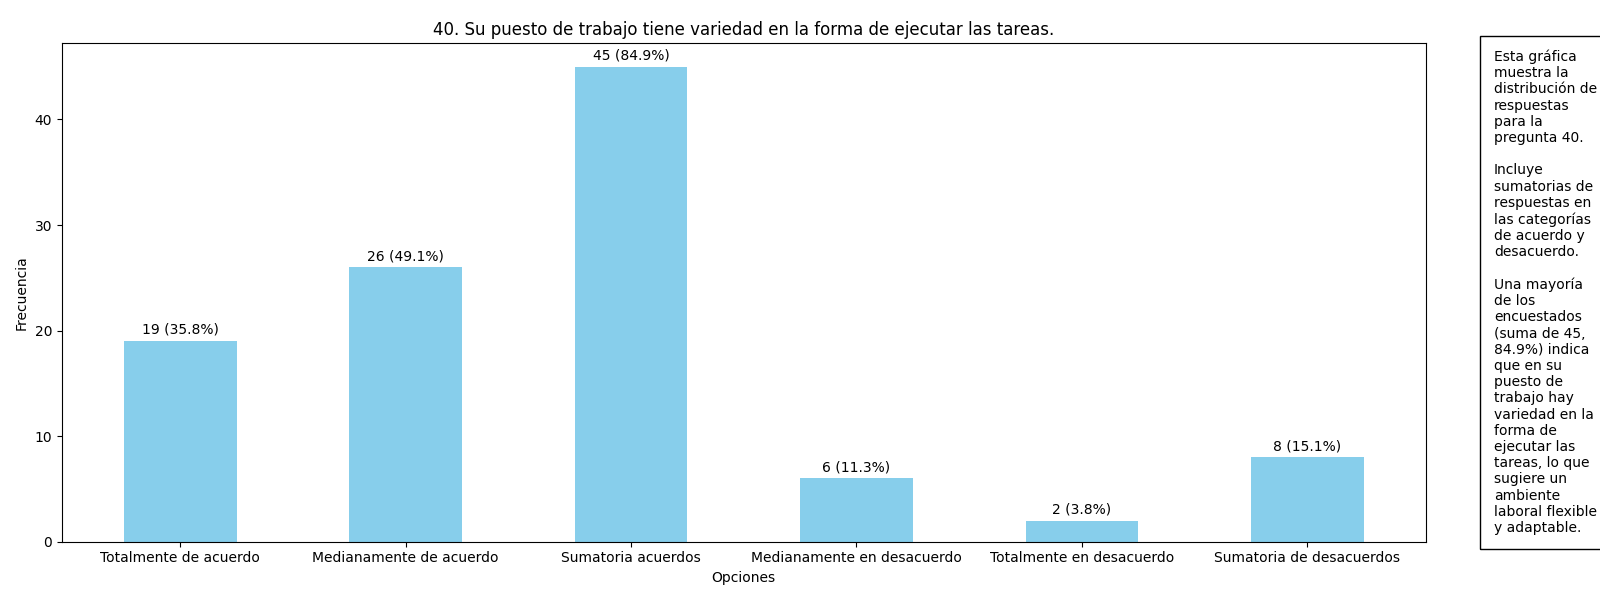 40. Su puesto de trabajo tiene variedad en la forma de ejecutar las tareas.
45 (84.9%)
26 (49.1%)
19 (35.8%)
6 (11.3%)
2 (3.8%)
8 (15.1%)
Frecuencia
40
30
20
10
0
Totalmente de acuerdo
Medianamente de acuerdo
Sumatoria acuerdos
Medianamente en desacuerdo
Totalmente en desacuerdo
Sumatoria de desacuerdos
Opciones
Esta gráfica
muestra la
distribución de
respuestas
para la
pregunta 40.
Incluye
sumatorias de
respuestas en
las categorías
de acuerdo y
desacuerdo.
Una mayoría
de los
encuestados
(suma de 45,
84.9%) indica
que en su
puesto de
trabajo hay
variedad en la
forma de
ejecutar las
tareas, lo que
sugiere un
ambiente
laboral flexible
y adaptable.